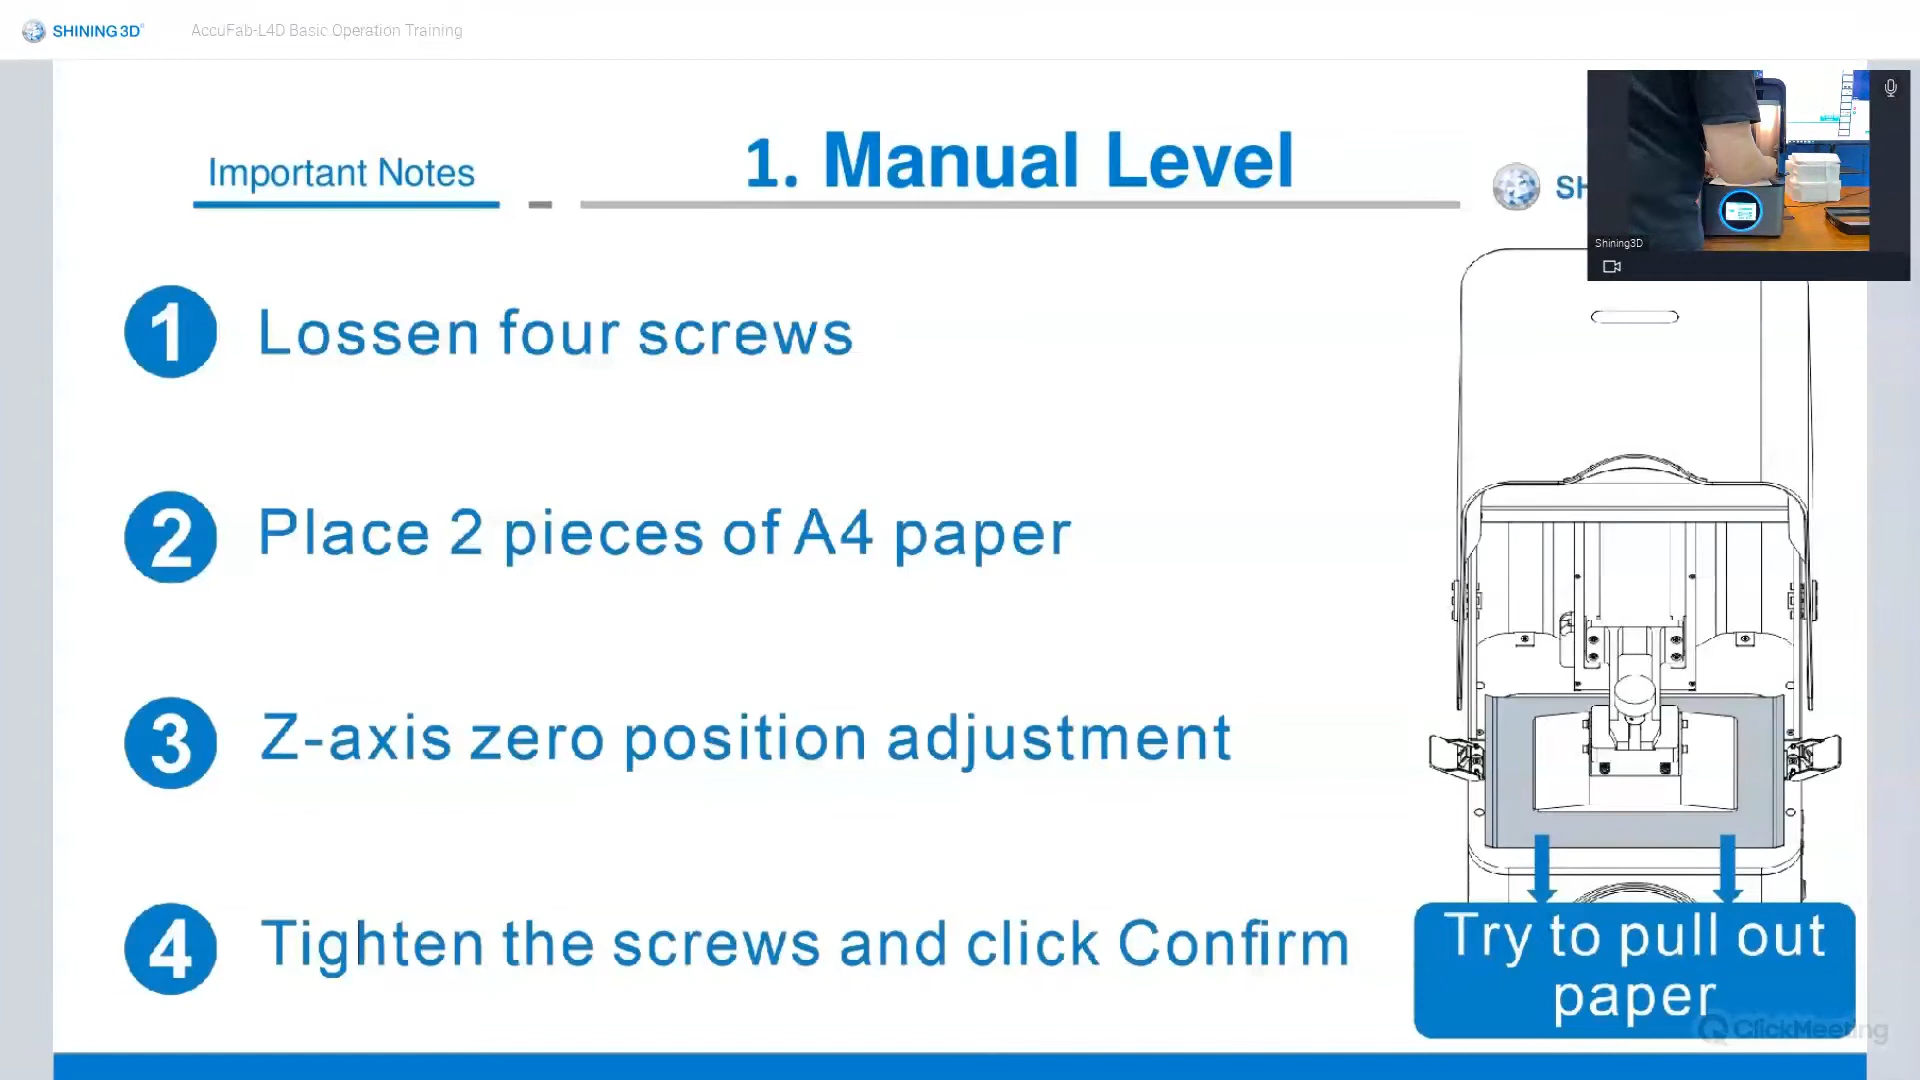 SHINING3D® AccuFab-L4D Basic Operation Training
Important Notes
1. Manual Level
SH
Shining3D
1 Lossen four screws
2 Place 2 pieces of A4 paper
3 Z-axis zero position adjustment
4 Tighten the screws and click Confirm
Try to pull out
paper
ClickMeeting